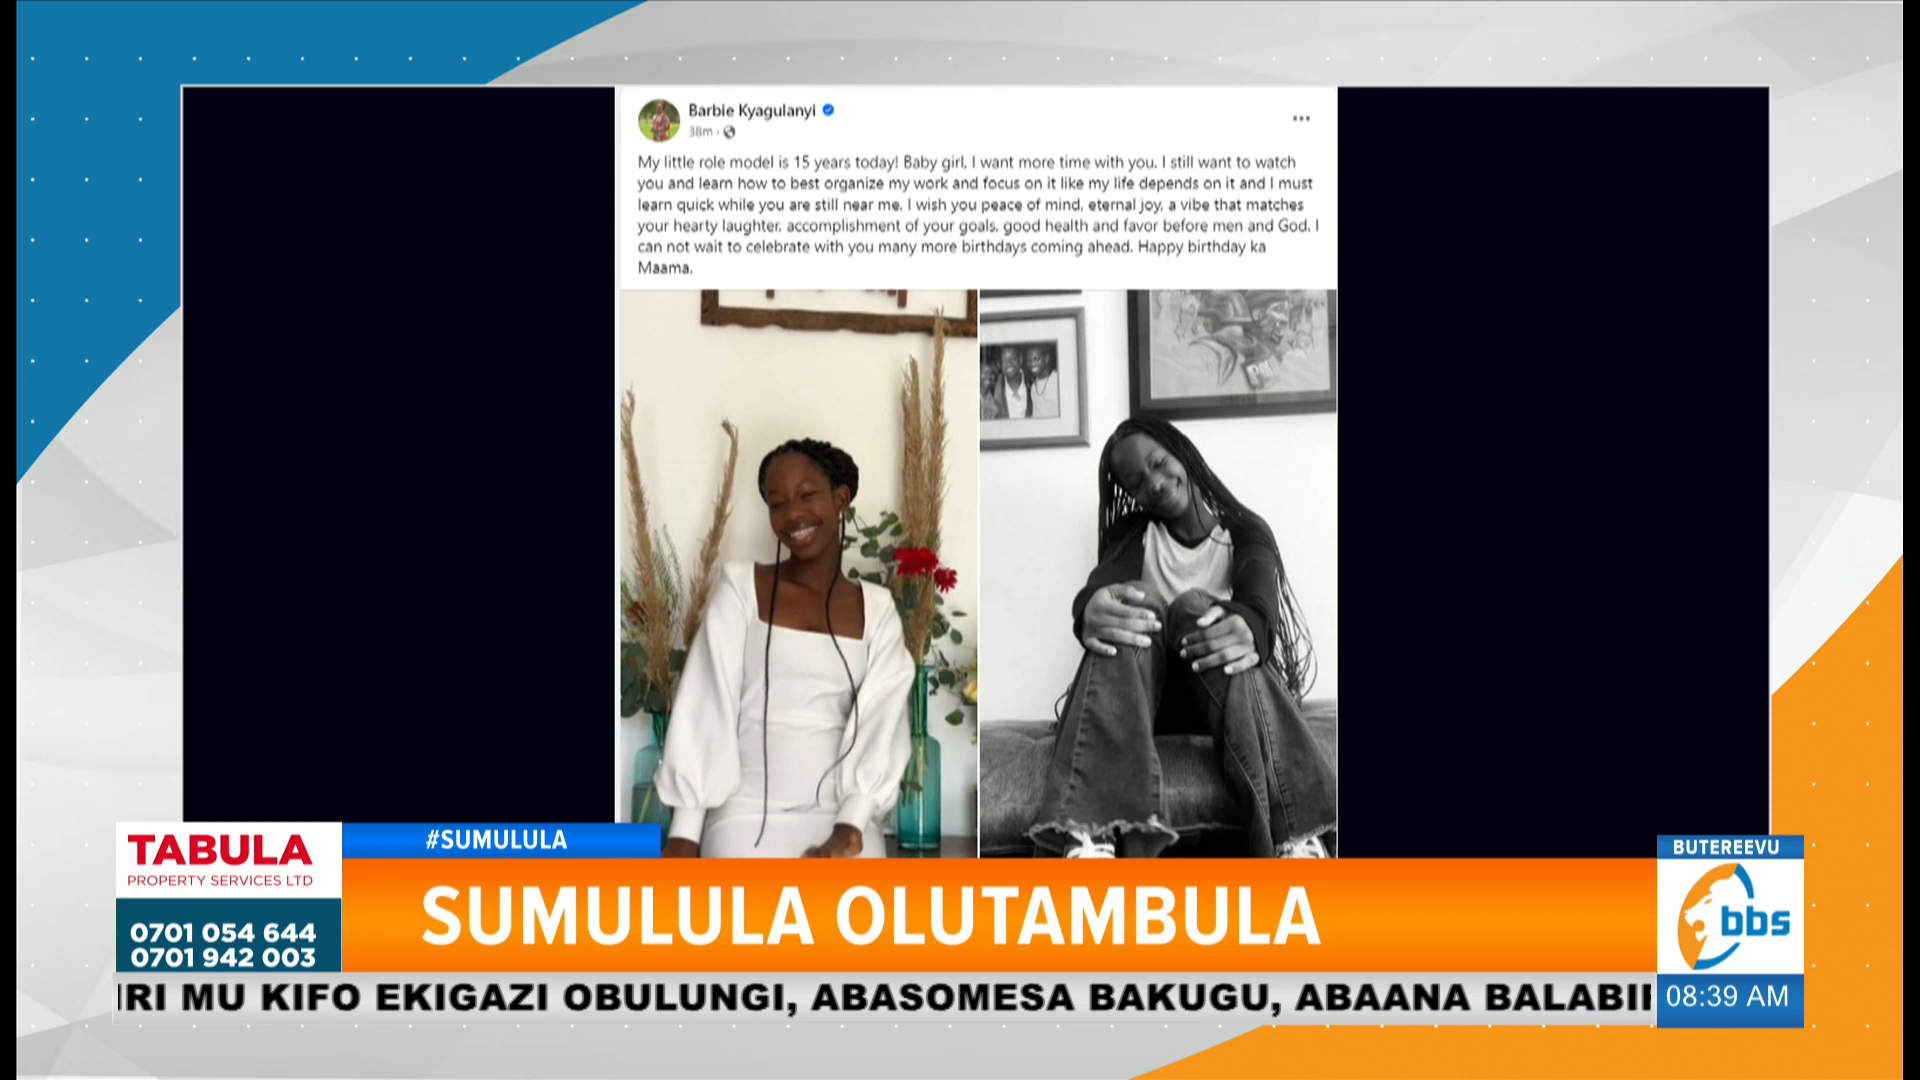 Barbie Kyagulanyi
38m
My little role model is 15 years today! Baby girl, I want more time with you. I still want to watch
you and learn how to best organize my work and focus on it like my life depends on it and I must
learn quick while you are still near me. I wish you peace of mind, eternal joy, a vibe that matches
your hearty laughter, accomplishment of your goals, good health and favor before men and God. I
can not wait to celebrate with you many more birthdays coming ahead. Happy birthday ka
Maama.
TABULA
PROPERTY SERVICES LTD
0701 054 644
0701 942 003
#SUMULULA
SUMULULA OLUTAMBULA
BUTEREEVU
bbs
08:39 AM
IRI MU KIFO EKIGAZI OBULUNGI, ABASOMESA BAKUGU, ABAANA BALABI